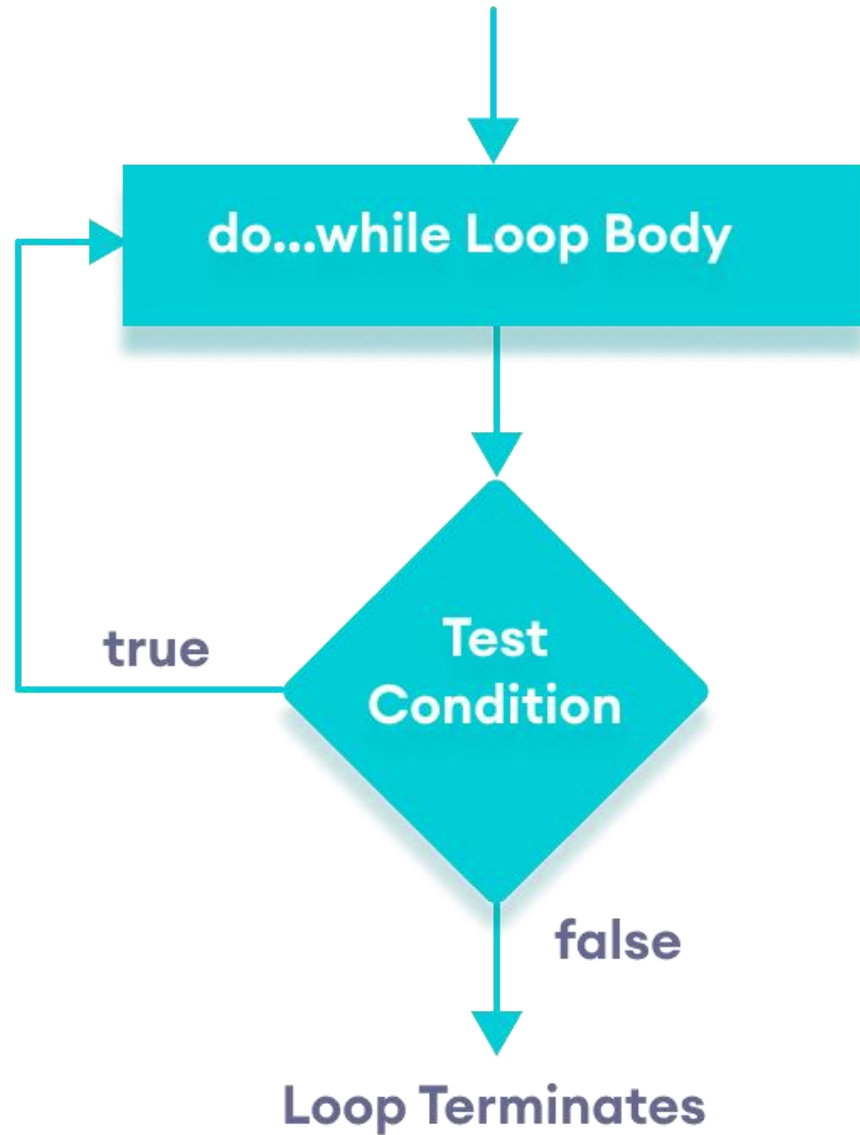 do...while Loop Body
true
Test
Condition
false
Loop Terminates